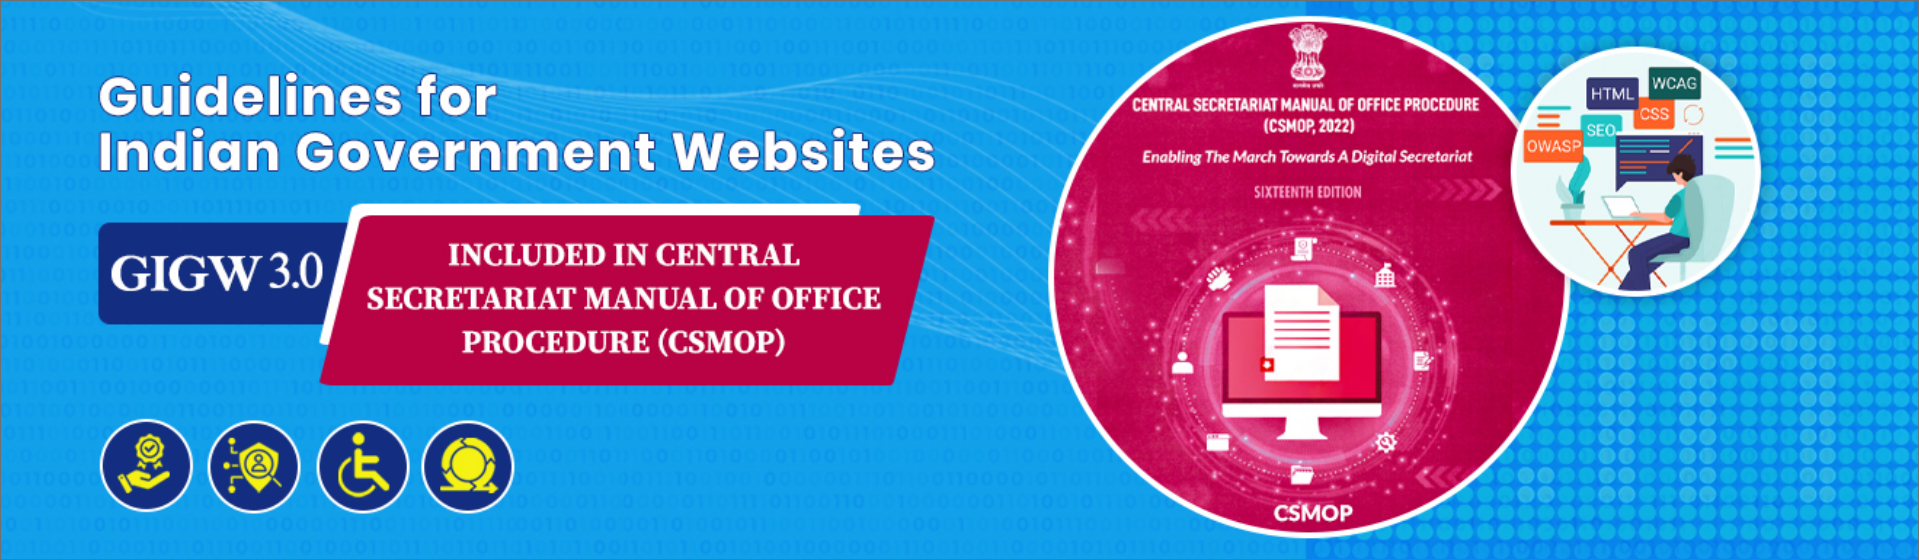 Guidelines for
Indian Government Websites
GIGW 3.0
INCLUDED IN CENTRAL
SECRETARIAT MANUAL OF OFFICE
PROCEDURE (CSMOP)
CENTRAL SECRETARIAT MANUAL OF OFFICE PROCEDURE
(CSMOP, 2022)
Enabling The March Towards A Digital Secretariat
SIXTEENTH EDITION
CSMOP
HTML
WCAG
CSS
SEO
OWASP